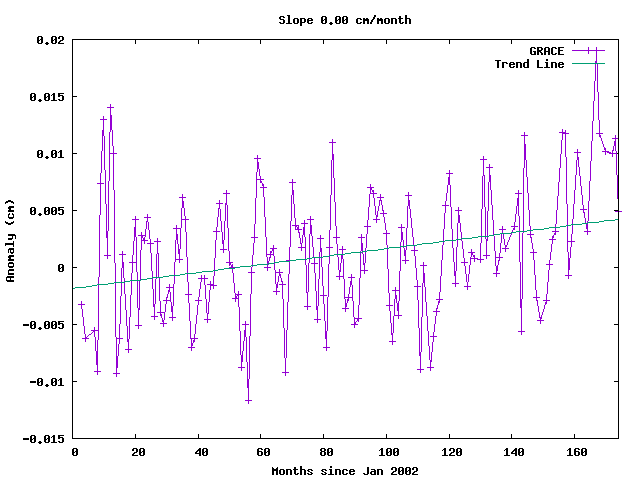 Slope 0.00 cm/month
0.02
0.015
0.01
0.005
0
-0.005
-0.01
-0.015
Anomaly (cm)
GRACE
Trend Line
0 20 40 60 80 100 120 140 160
Months since Jan 2002